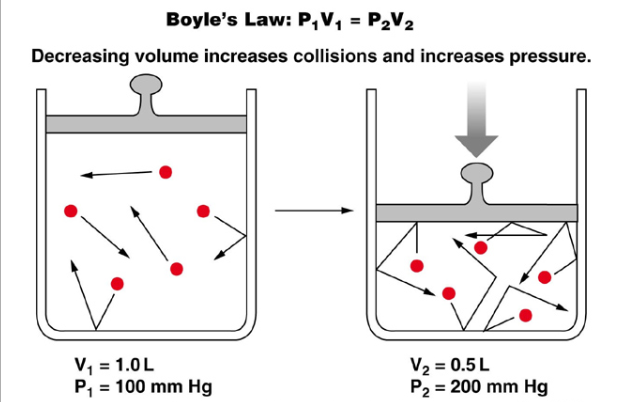 Boyle's Law: P₁V₁ = P₂V₂
Decreasing volume increases collisions and increases pressure.
V₁ = 1.0 L
P₁ = 100 mm Hg
V₂ = 0.5 L
P₂ = 200 mm Hg